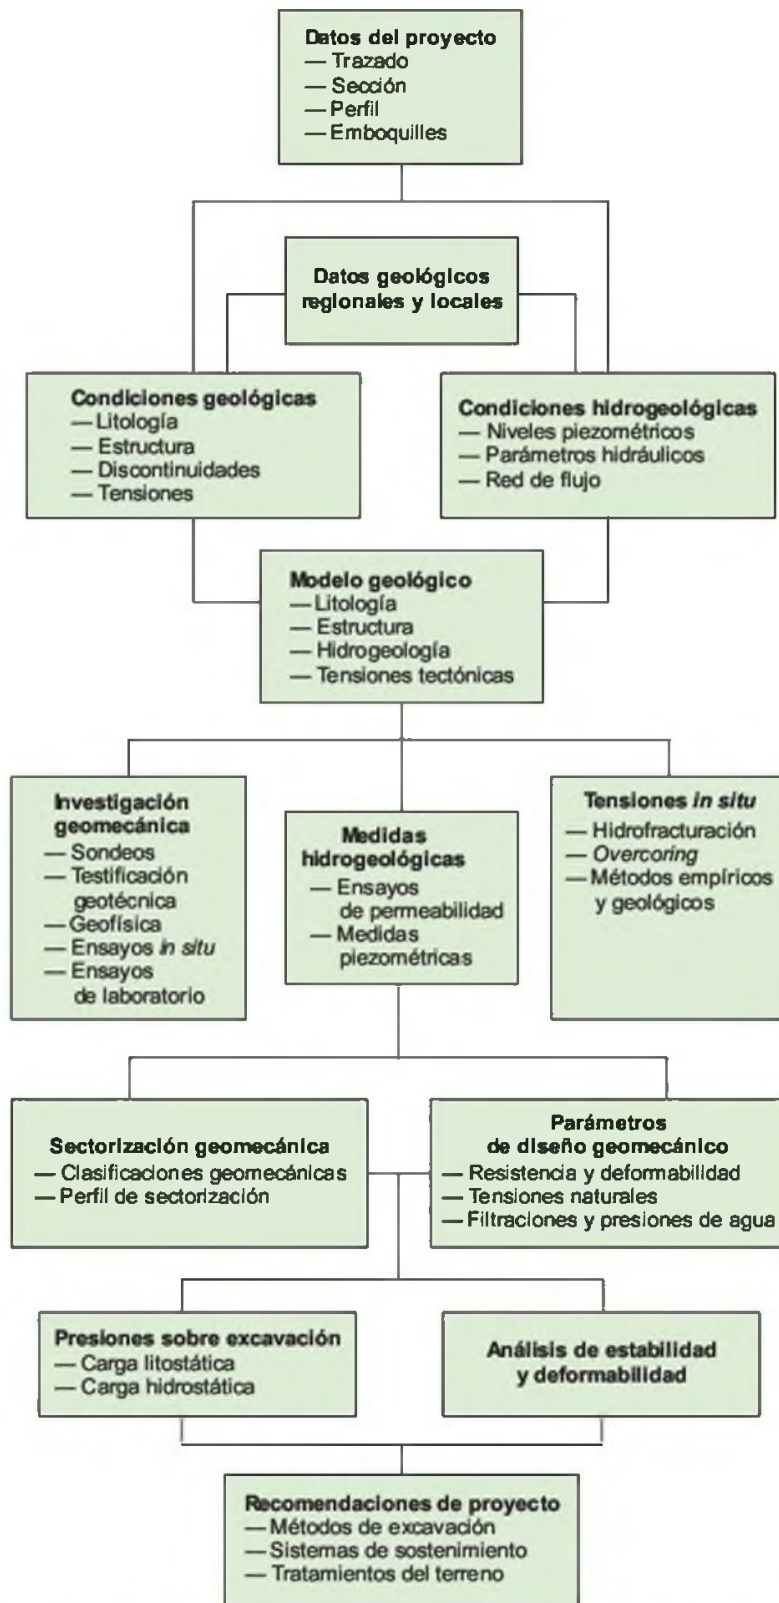 Datos del proyecto
— Trazado
— Sección
— Perfil
— Emboquilles
Datos geológicos
regionales y locales
Condiciones geológicas
— Litología
— Estructura
— Discontinuidades
— Tensiones
Condiciones hidrogeológicas
— Niveles piezométricos
— Parámetros hidráulicos
— Red de flujo
Modelo geológico
— Litología
— Estructura
— Hidrogeología
— Tensiones tectónicas
Investigación
geomecánica
— Sondeos
— Testificación
geotécnica
— Geofísica
— Ensayos in situ
— Ensayos
de laboratorio
Medidas
hidrogeológicas
— Ensayos
de permeabilidad
— Medidas
piezométricas
Tensiones in situ
— Hidrofracturación
— Overcoring
— Métodos empíricos
y geológicos
Sectorización geomecánica
— Clasificaciones geomecánicas
— Perfil de sectorización
Parámetros
de diseño geomecánico
— Resistencia y deformabilidad
— Tensiones naturales
— Filtraciones y presiones de agua
Presiones sobre excavación
— Carga litostática
— Carga hidrostática
Análisis de estabilidad
y deformabilidad
Recomendaciones de proyecto
— Métodos de excavación
— Sistemas de sostenimiento
— Tratamientos del terreno